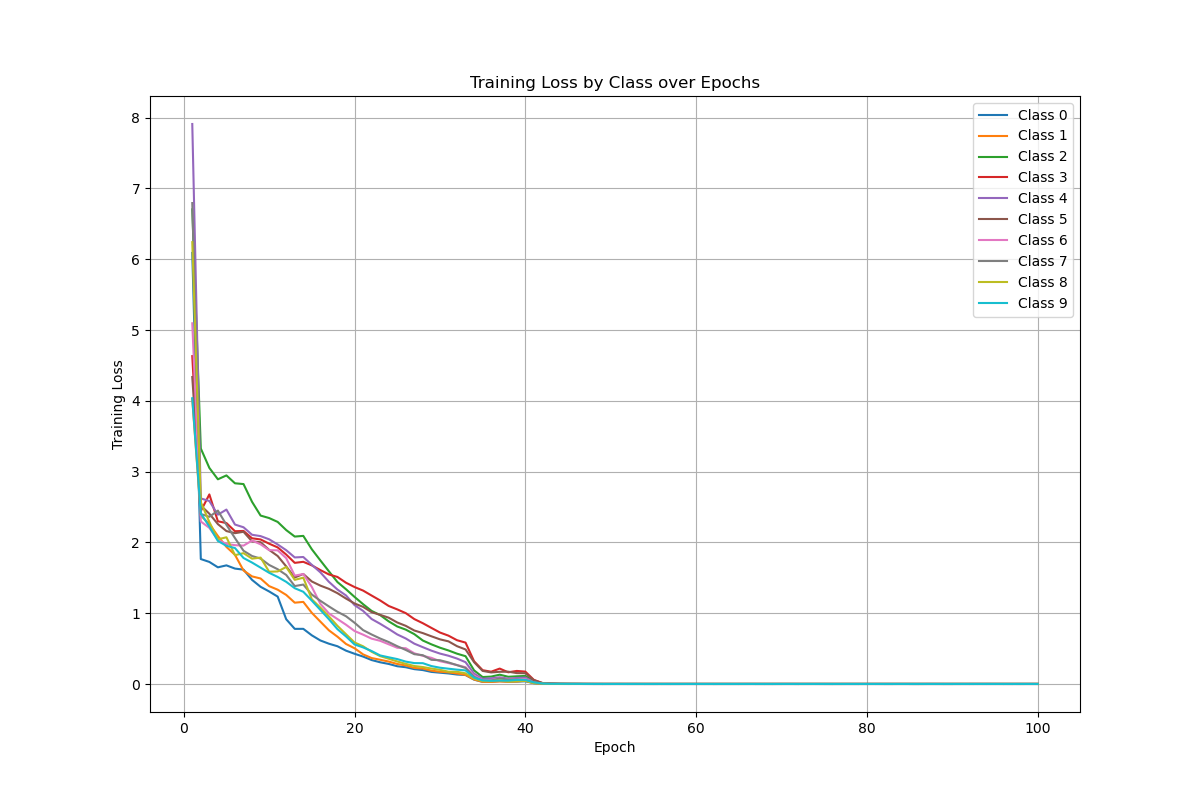 Training Loss by Class over Epochs
8
7
6
5
4
3
2
1
0
Training Loss
0 20 40 60 80 100
Epoch
Class 0
Class 1
Class 2
Class 3
Class 4
Class 5
Class 6
Class 7
Class 8
Class 9